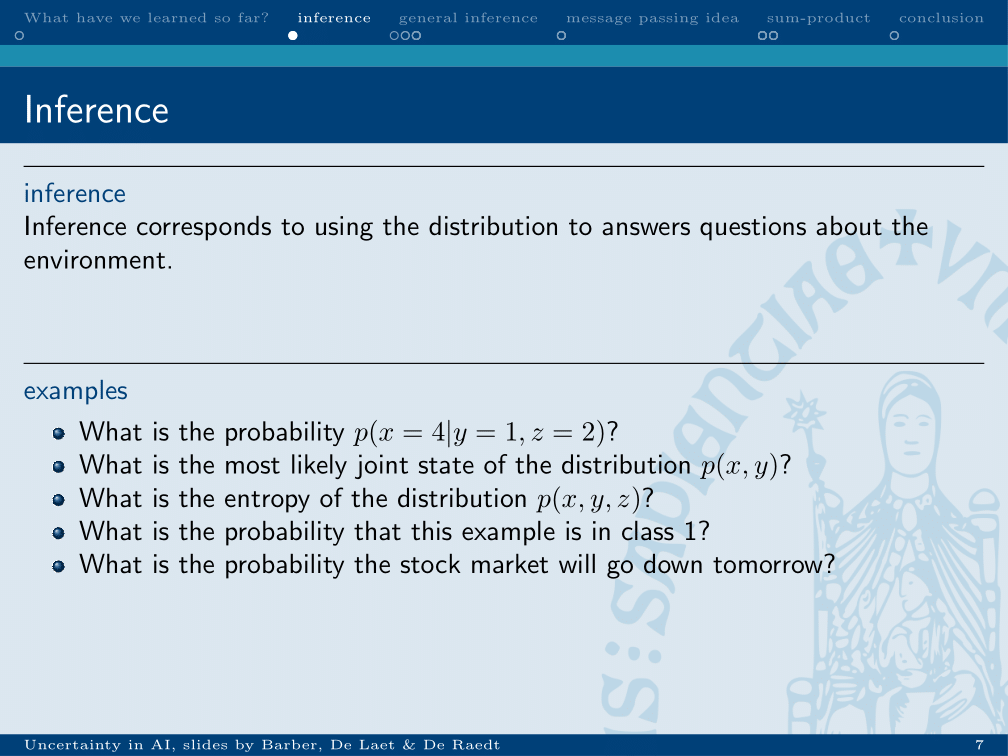 What have we learned so far? inference general inference message passing idea sum-product conclusion
Inference
inference
Inference corresponds to using the distribution to answers questions about the
environment.
examples
What is the probability p(x = 4|y = 1, z = 2)?
What is the most likely joint state of the distribution p(x, y)?
What is the entropy of the distribution p(x, y, z)?
What is the probability that this example is in class 1?
What is the probability the stock market will go down tomorrow?
Uncertainty in AI, slides by Barber, De Laet & De Raedt 7